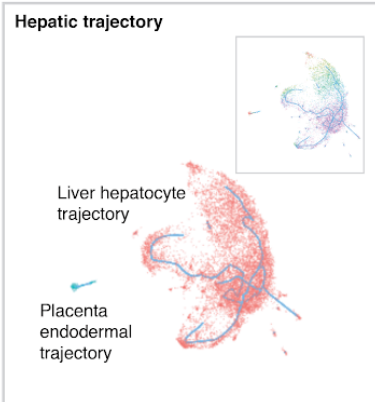 Hepatic trajectory
Liver hepatocyte
trajectory
Placenta
endodermal
trajectory